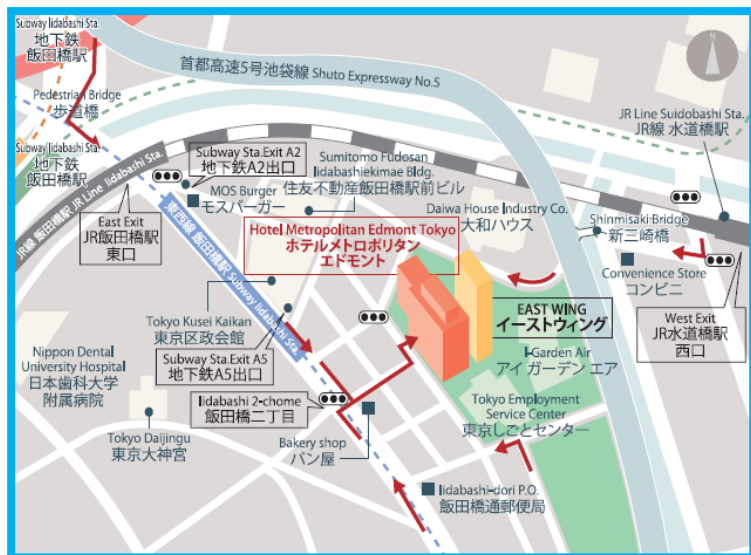 Subway Iidabashi Sta.
地下鉄
飯田橋駅
首都高速5号池袋線 Shuto Expressway No.5
N
Pedestrian Bridge
歩道橋
JR Line Suidobashi Sta.
JR線 水道橋駅
Subway Iidabashi Sta.
地下鉄
飯田橋駅
Subway Sta.Exit A2
地下鉄A2出口
Sumitomo Fudosan
Iidabashiekimae Bldg.
住友不動産飯田橋駅前ビル
MOS Burger
モスバーガー
JR線 飯田橋駅 JR Line Iidabashi Sta.
East Exit
JR飯田橋駅
東口
Daiwa House Industry Co.
大和ハウス
Shinmisaki-Bridge
新三崎橋
Hotel Metropolitan Edmont Tokyo
ホテルメトロポリタン
エドモント
東西線 飯田橋駅 Subway Iidabashi Sta.
Convenience Store
コンビニ
EAST WING
イーストウィング
West Exit
JR水道橋駅
西口
Tokyo Kusei Kaikan
東京区政会館
Subway Sta.Exit A5
地下鉄A5出口
Nippon Dental
University Hospital
日本歯科大学
附属病院
I-Garden Air
アイ ガーデン エア
Iidabashi 2-chome
飯田橋二丁目
Tokyo Employment
Service Center
東京しごとセンター
Tokyo Daijingu
東京大神宮
Bakery shop
パン屋
Iidabashi-dori P.O.
飯田橋通郵便局